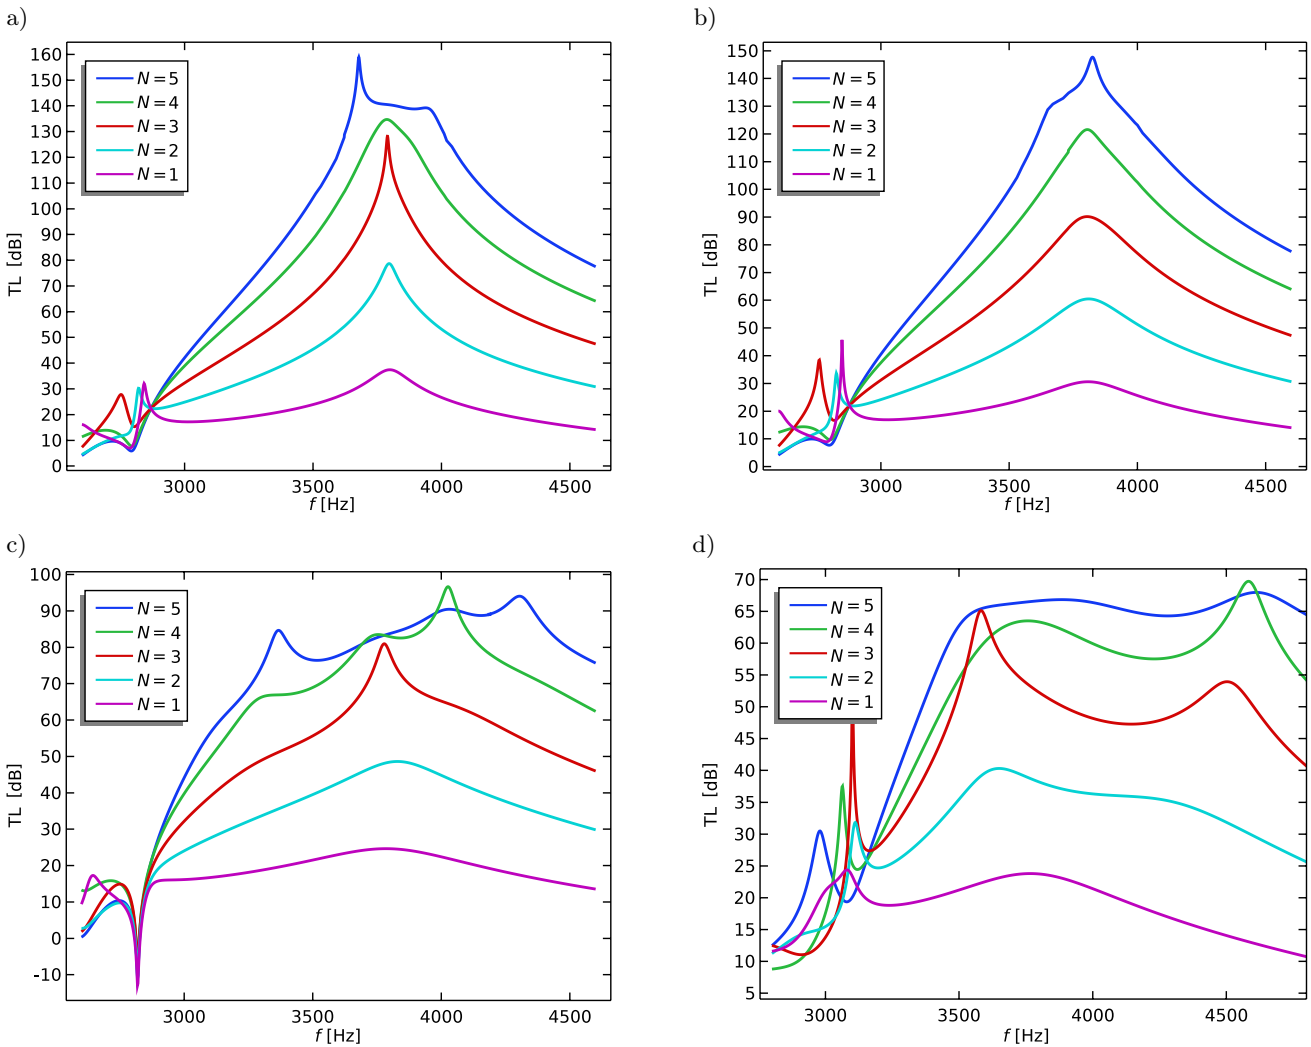 a)
160
150
140
130
120
110
100
90
80
70
60
50
40
30
20
10
0
TL [dB]
N = 5
N = 4
N = 3
N = 2
N = 1
3000
3500
4000
4500
f [Hz]
b)
150
140
130
120
110
100
90
80
70
60
50
40
30
20
10
0
TL [dB]
N = 5
N = 4
N = 3
N = 2
N = 1
3000
3500
4000
4500
f [Hz]
c)
100
90
80
70
60
50
40
30
20
10
0
-10
TL [dB]
N = 5
N = 4
N = 3
N = 2
N = 1
3000
3500
4000
4500
f [Hz]
d)
70
65
60
55
50
45
40
35
30
25
20
15
10
5
TL [dB]
N = 5
N = 4
N = 3
N = 2
N = 1
3000
3500
4000
4500
f [Hz]